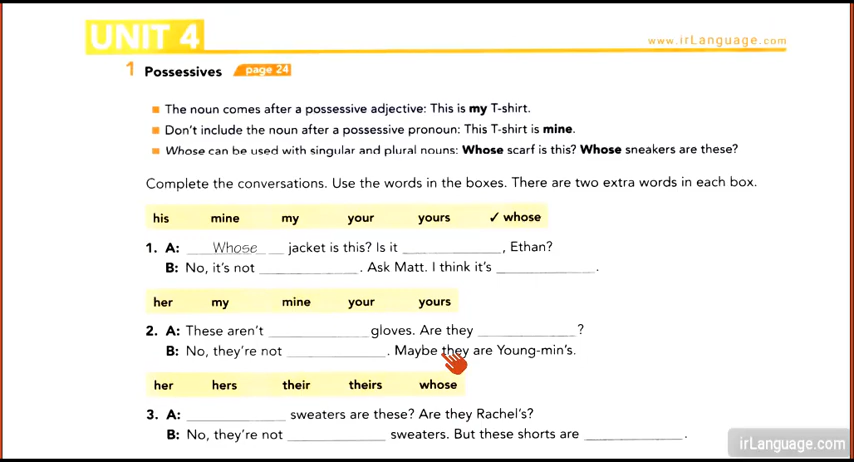 UNIT 4
www.irLanguage.com
1 Possessives page 24
The noun comes after a possessive adjective: This is my T-shirt.
Don't include the noun after a possessive pronoun: This T-shirt is mine.
Whose can be used with singular and plural nouns: Whose scarf is this? Whose sneakers are these?
Complete the conversations. Use the words in the boxes. There are two extra words in each box.
his mine my your yours ✓ whose
1. A: Whose jacket is this? Is it ____________, Ethan?
B: No, it's not ____________. Ask Matt. I think it's ____________.
her my mine your yours
2. A: These aren't ____________ gloves. Are they ____________?
B: No, they're not ____________. Maybe they are Young-min's.
her hers their theirs whose
3. A: ____________ sweaters are these? Are they Rachel's?
B: No, they're not ____________ sweaters. But these shorts are ____________.
irLanguage.com